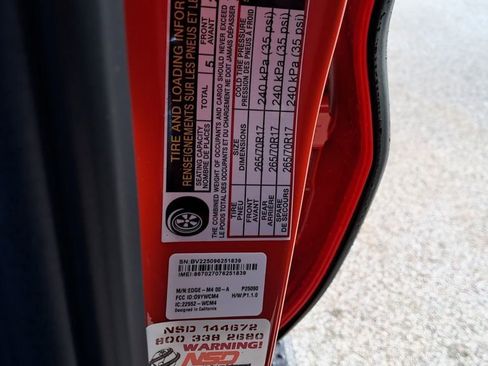 TIRE AND LOADING INFOR
RENSEIGNEMENTS SUR LES PNEUS ET LE
SEATING CAPACITY
NOMBRE DE PLACES
TOTAL 5
FRONT
AVANT 2
THE COMBINED WEIGHT OF OCCUPANTS AND CARGO SHOULD NEVER EXCEED
LE POIDS TOTAL DES OCCUPANTS ET DU CHARGEMENT NE DOIT JAMAIS DÉPASSER
TIRE
PNEU
SIZE
DIMENSIONS
COLD TIRE PRESSURE
PRESSION DES PNEUS À FROID
FRONT
AVANT
265/70R17
240 kPa (35 psi)
REAR
ARRIÈRE
265/70R17
240 kPa (35 psi)
SPARE
DE SECOURS
265/70R17
240 kPa (35 psi)
SN:BV225096251839
IMEI:867027076251839
M/N:EDGE-M4 00-A P25090
FCC ID:O9YWCM4 H/W:P1.1.0
IC:22952-WCM4
Designed in California
NSD 144672
800 338 2680
WARNING!
NSD